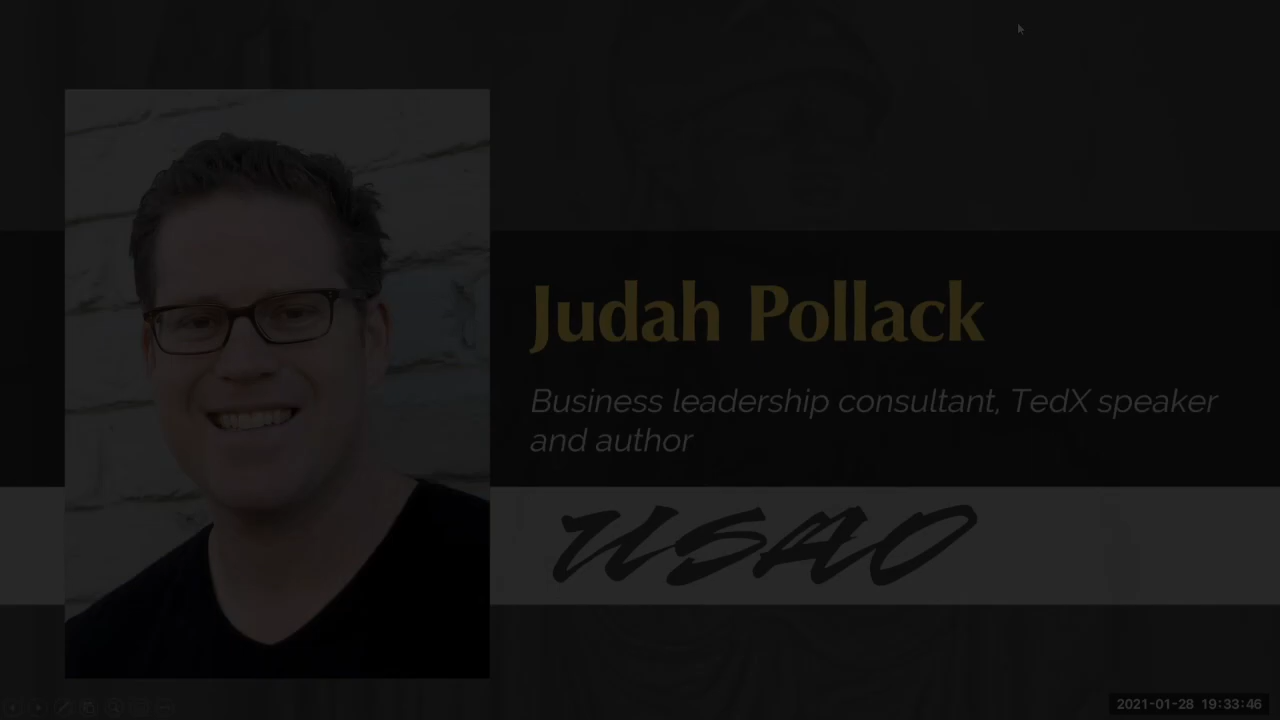 Judah Pollack
Business leadership consultant, TedX speaker
and author
USAO
2021-01-28 19:33:46